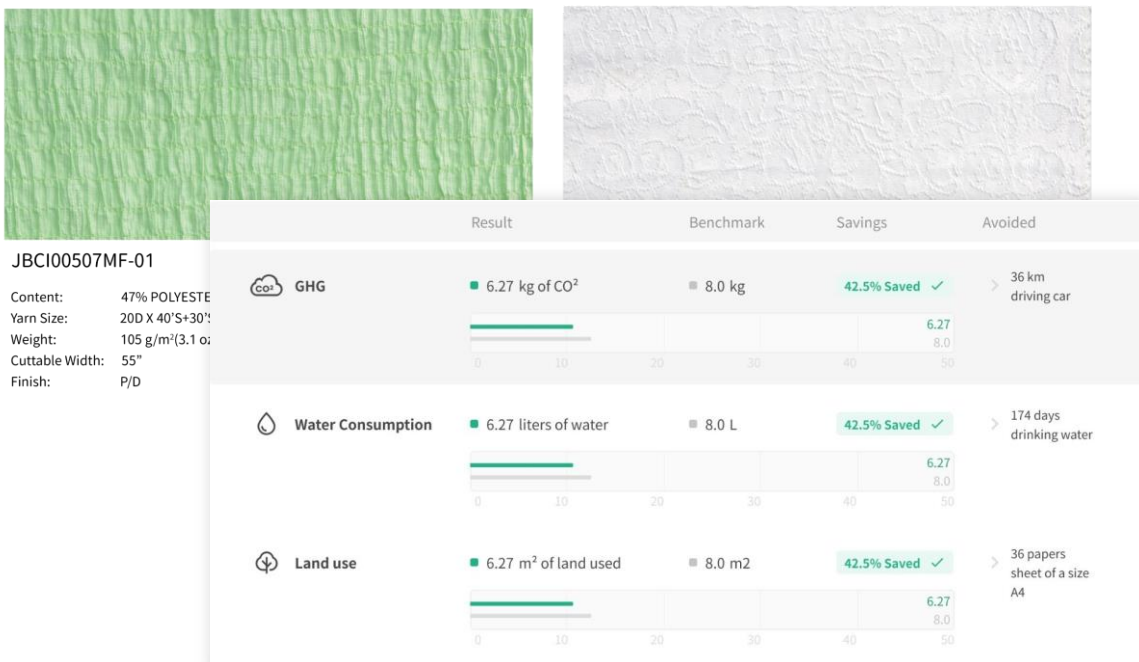 JBCI00507MF-01
Content: 47% POLYESTE
Yarn Size: 20D X 40'S+30'S
Weight: 105 g/m²(3.1 oz
Cuttable Width: 55"
Finish: P/D
Result Benchmark Savings Avoided
CO² GHG 6.27 kg of CO² 8.0 kg 42.5% Saved 36 km
driving car
6.27
8.0
0 10 20 30 40 50
Water Consumption 6.27 liters of water 8.0 L 42.5% Saved 174 days
drinking water
6.27
8.0
0 10 20 30 40 50
Land use 6.27 m² of land used 8.0 m2 42.5% Saved 36 papers
sheet of a size
A4
6.27
8.0
0 10 20 30 40 50